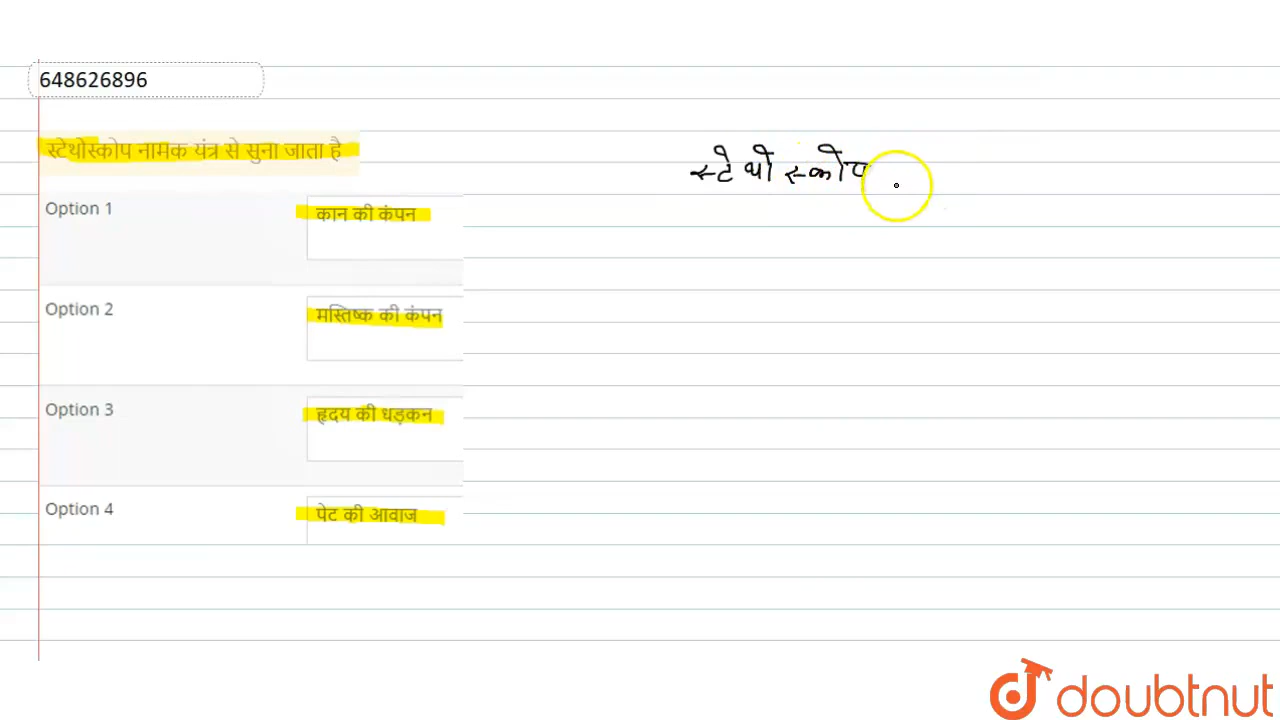 648626896
स्टेथोस्कोप नामक यंत्र से सुना जाता है
स्टेथोस्कोप
Option 1 कान की कंपन
Option 2 मस्तिष्क की कंपन
Option 3 हृदय की धड़कन
Option 4 पेट की आवाज
doubtnut